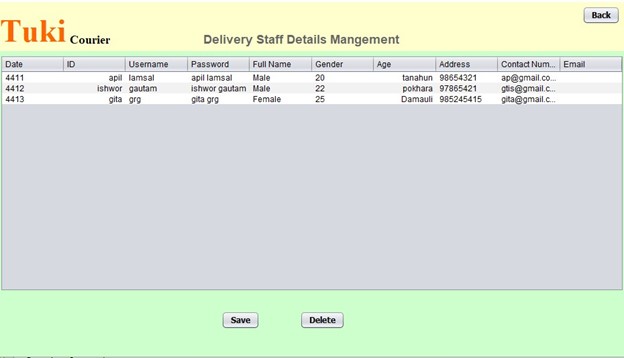 Back
Tuki Courier
Delivery Staff Details Mangement
Date ID Username Password Full Name Gender Age Address Contact Num... Email
4411 apil lamsal apil lamsal Male 20 tanahun 98654321 ap@gmail.co...
4412 ishwor gautam ishwor gautam Male 22 pokhara 97865421 gtis@gmail.c...
4413 gita grg gita grg Female 25 Damauli 985245415 gita@gmail.c...
Save Delete